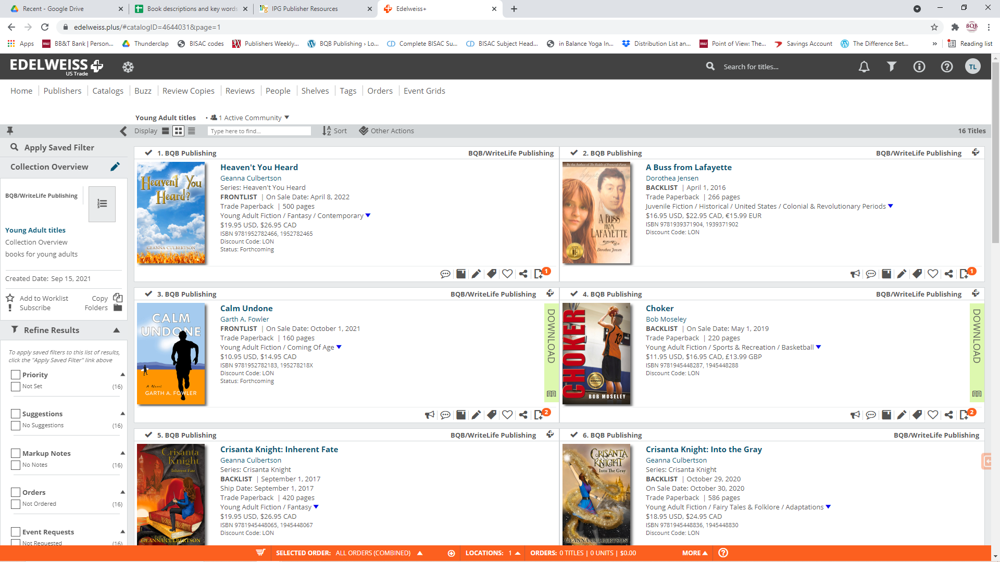 Recent - Google Drive
Book descriptions and key words
IPG Publisher Resources
Edelweiss+
edelweiss.plus/#catalogID=4644031&page=1
Apps
BB&T Bank | Person...
Thunderclap
BISAC codes
Publishers Weekly,...
BQB Publishing › Lo...
Complete BISAC Su...
BISAC Subject Head...
in Balance Yoga In...
Distribution List an...
Point of View: The...
Savings Account
The Difference Bet...
»
Reading list
EDELWEISS
US Trade
Search for titles...
TL
Home
Publishers
Catalogs
Buzz
Review Copies
Reviews
People
Shelves
Tags
Orders
Event Grids
Young Adult titles
• 1 Active Community
Display
Type here to find...
Sort
Other Actions
16 Titles
Apply Saved Filter
Collection Overview
BQB/WriteLife Publishing
Young Adult titles
Collection Overview
books for young adults
Created Date: Sep 15, 2021
Add to Worklist
Copy
Subscribe
Folders
Refine Results
To apply saved filters to this list of results,
click the "Apply Saved Filter" link above
Priority
Not Set (16)
Suggestions
No Suggestions (16)
Markup Notes
No Notes (16)
Orders
Not Ordered (16)
Event Requests
Not Requested (16)
1. BQB Publishing
BQB/WriteLife Publishing
Heaven't You
Heard?
GEANNA CULBERTSON
Heaven't You Heard
Geanna Culbertson
Series: Heaven't You Heard
FRONTLIST | On Sale Date: April 8, 2022
Trade Paperback | 500 pages
Young Adult Fiction / Fantasy / Contemporary
$19.95 USD, $26.95 CAD
ISBN 9781952782466, 1952782465
Discount Code: LON
Status: Forthcoming
1
2. BQB Publishing
BQB/WriteLife Publishing
By the Author of The Riddle of Penncroft Farm
A BUSS
FROM
LAFAYETTE
Dorothea Jensen
A Buss from Lafayette
Dorothea Jensen
BACKLIST | April 1, 2016
Trade Paperback | 266 pages
Juvenile Fiction / Historical / United States / Colonial & Revolutionary Periods
$16.95 USD, $22.95 CAD, €15.99 EUR
ISBN 9781939371904, 1939371902
Discount Code: LON
1
3. BQB Publishing
BQB/WriteLife Publishing
CALM
UNDONE
A Novel
GARTH A. FOWLER
Calm Undone
Garth A. Fowler
FRONTLIST | On Sale Date: October 1, 2021
Trade Paperback | 160 pages
Young Adult Fiction / Coming Of Age
$10.95 USD, $14.95 CAD
ISBN 9781952782183, 195278218X
Discount Code: LON
Status: Forthcoming
DOWNLOAD
2
4. BQB Publishing
BQB/WriteLife Publishing
CHOKER
13
WINNER
BOB MOSELEY
Choker
Bob Moseley
BACKLIST | On Sale Date: May 1, 2019
Trade Paperback | 220 pages
Young Adult Fiction / Sports & Recreation / Basketball
$11.95 USD, $16.95 CAD, £13.99 GBP
ISBN 9781945448287, 1945448288
Discount Code: LON
DOWNLOAD
2
5. BQB Publishing
BQB/WriteLife Publishing
Crisanta
Knight
Inherent Fate
GEANNA CULBERTSON
Crisanta Knight: Inherent Fate
Geanna Culbertson
Series: Crisanta Knight
BACKLIST | September 1, 2017
Ship Date: September 1, 2017
Trade Paperback | 420 pages
Young Adult Fiction / Fantasy
$19.95 USD, $26.95 CAD
ISBN 9781945448065, 1945448067
Discount Code: LON
6. BQB Publishing
BQB/WriteLife Publishing
CRISANTA
KNIGHT
Into The Gray
GEANNA CULBERTSON
Crisanta Knight: Into the Gray
Geanna Culbertson
Series: Crisanta Knight
BACKLIST | October 29, 2020
On Sale Date: October 30, 2020
Trade Paperback | 586 pages
Young Adult Fiction / Fairy Tales & Folklore / Adaptations
$18.95 USD, $24.95 CAD
ISBN 9781945448836, 1945448830
Discount Code: LON
SELECTED ORDER: ALL ORDERS (COMBINED)
LOCATIONS: 1
ORDERS: 0 TITLES | 0 UNITS | $0.00
MORE